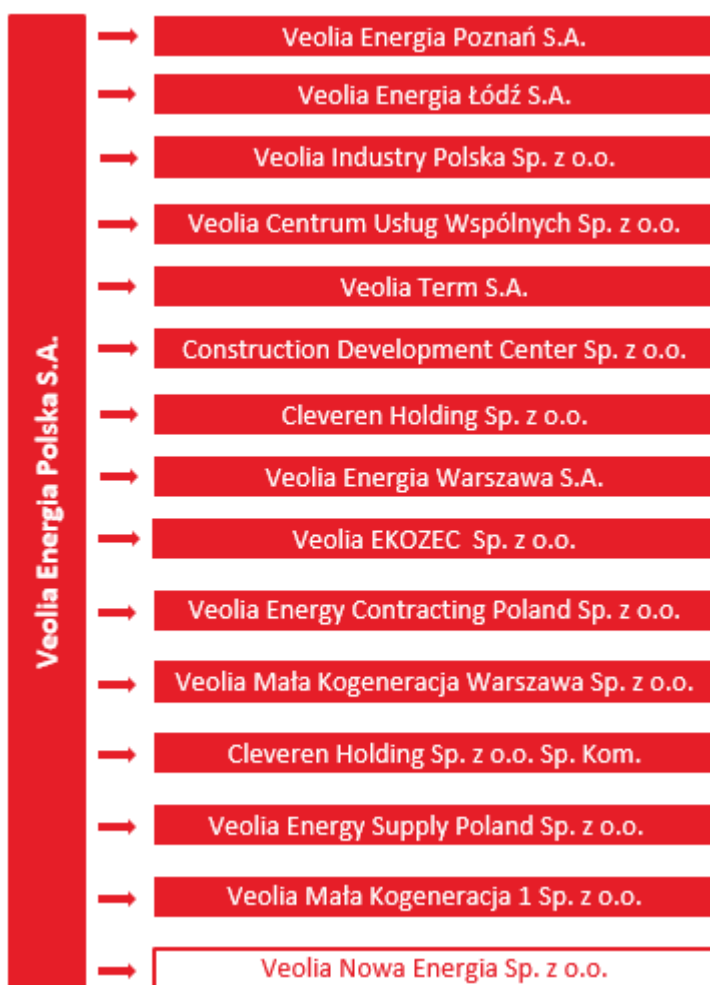 Veolia Energia Polska S.A.
Veolia Energia Poznań S.A.
Veolia Energia Łódź S.A.
Veolia Industry Polska Sp. z o.o.
Veolia Centrum Usług Wspólnych Sp. z o.o.
Veolia Term S.A.
Construction Development Center Sp. z o.o.
Cleveren Holding Sp. z o.o.
Veolia Energia Warszawa S.A.
Veolia EKOZEC Sp. z o.o.
Veolia Energy Contracting Poland Sp. z o.o.
Veolia Mała Kogeneracja Warszawa Sp. z o.o.
Cleveren Holding Sp. z o.o. Sp. Kom.
Veolia Energy Supply Poland Sp. z o.o.
Veolia Mała Kogeneracja 1 Sp. z o.o.
Veolia Nowa Energia Sp. z o.o.